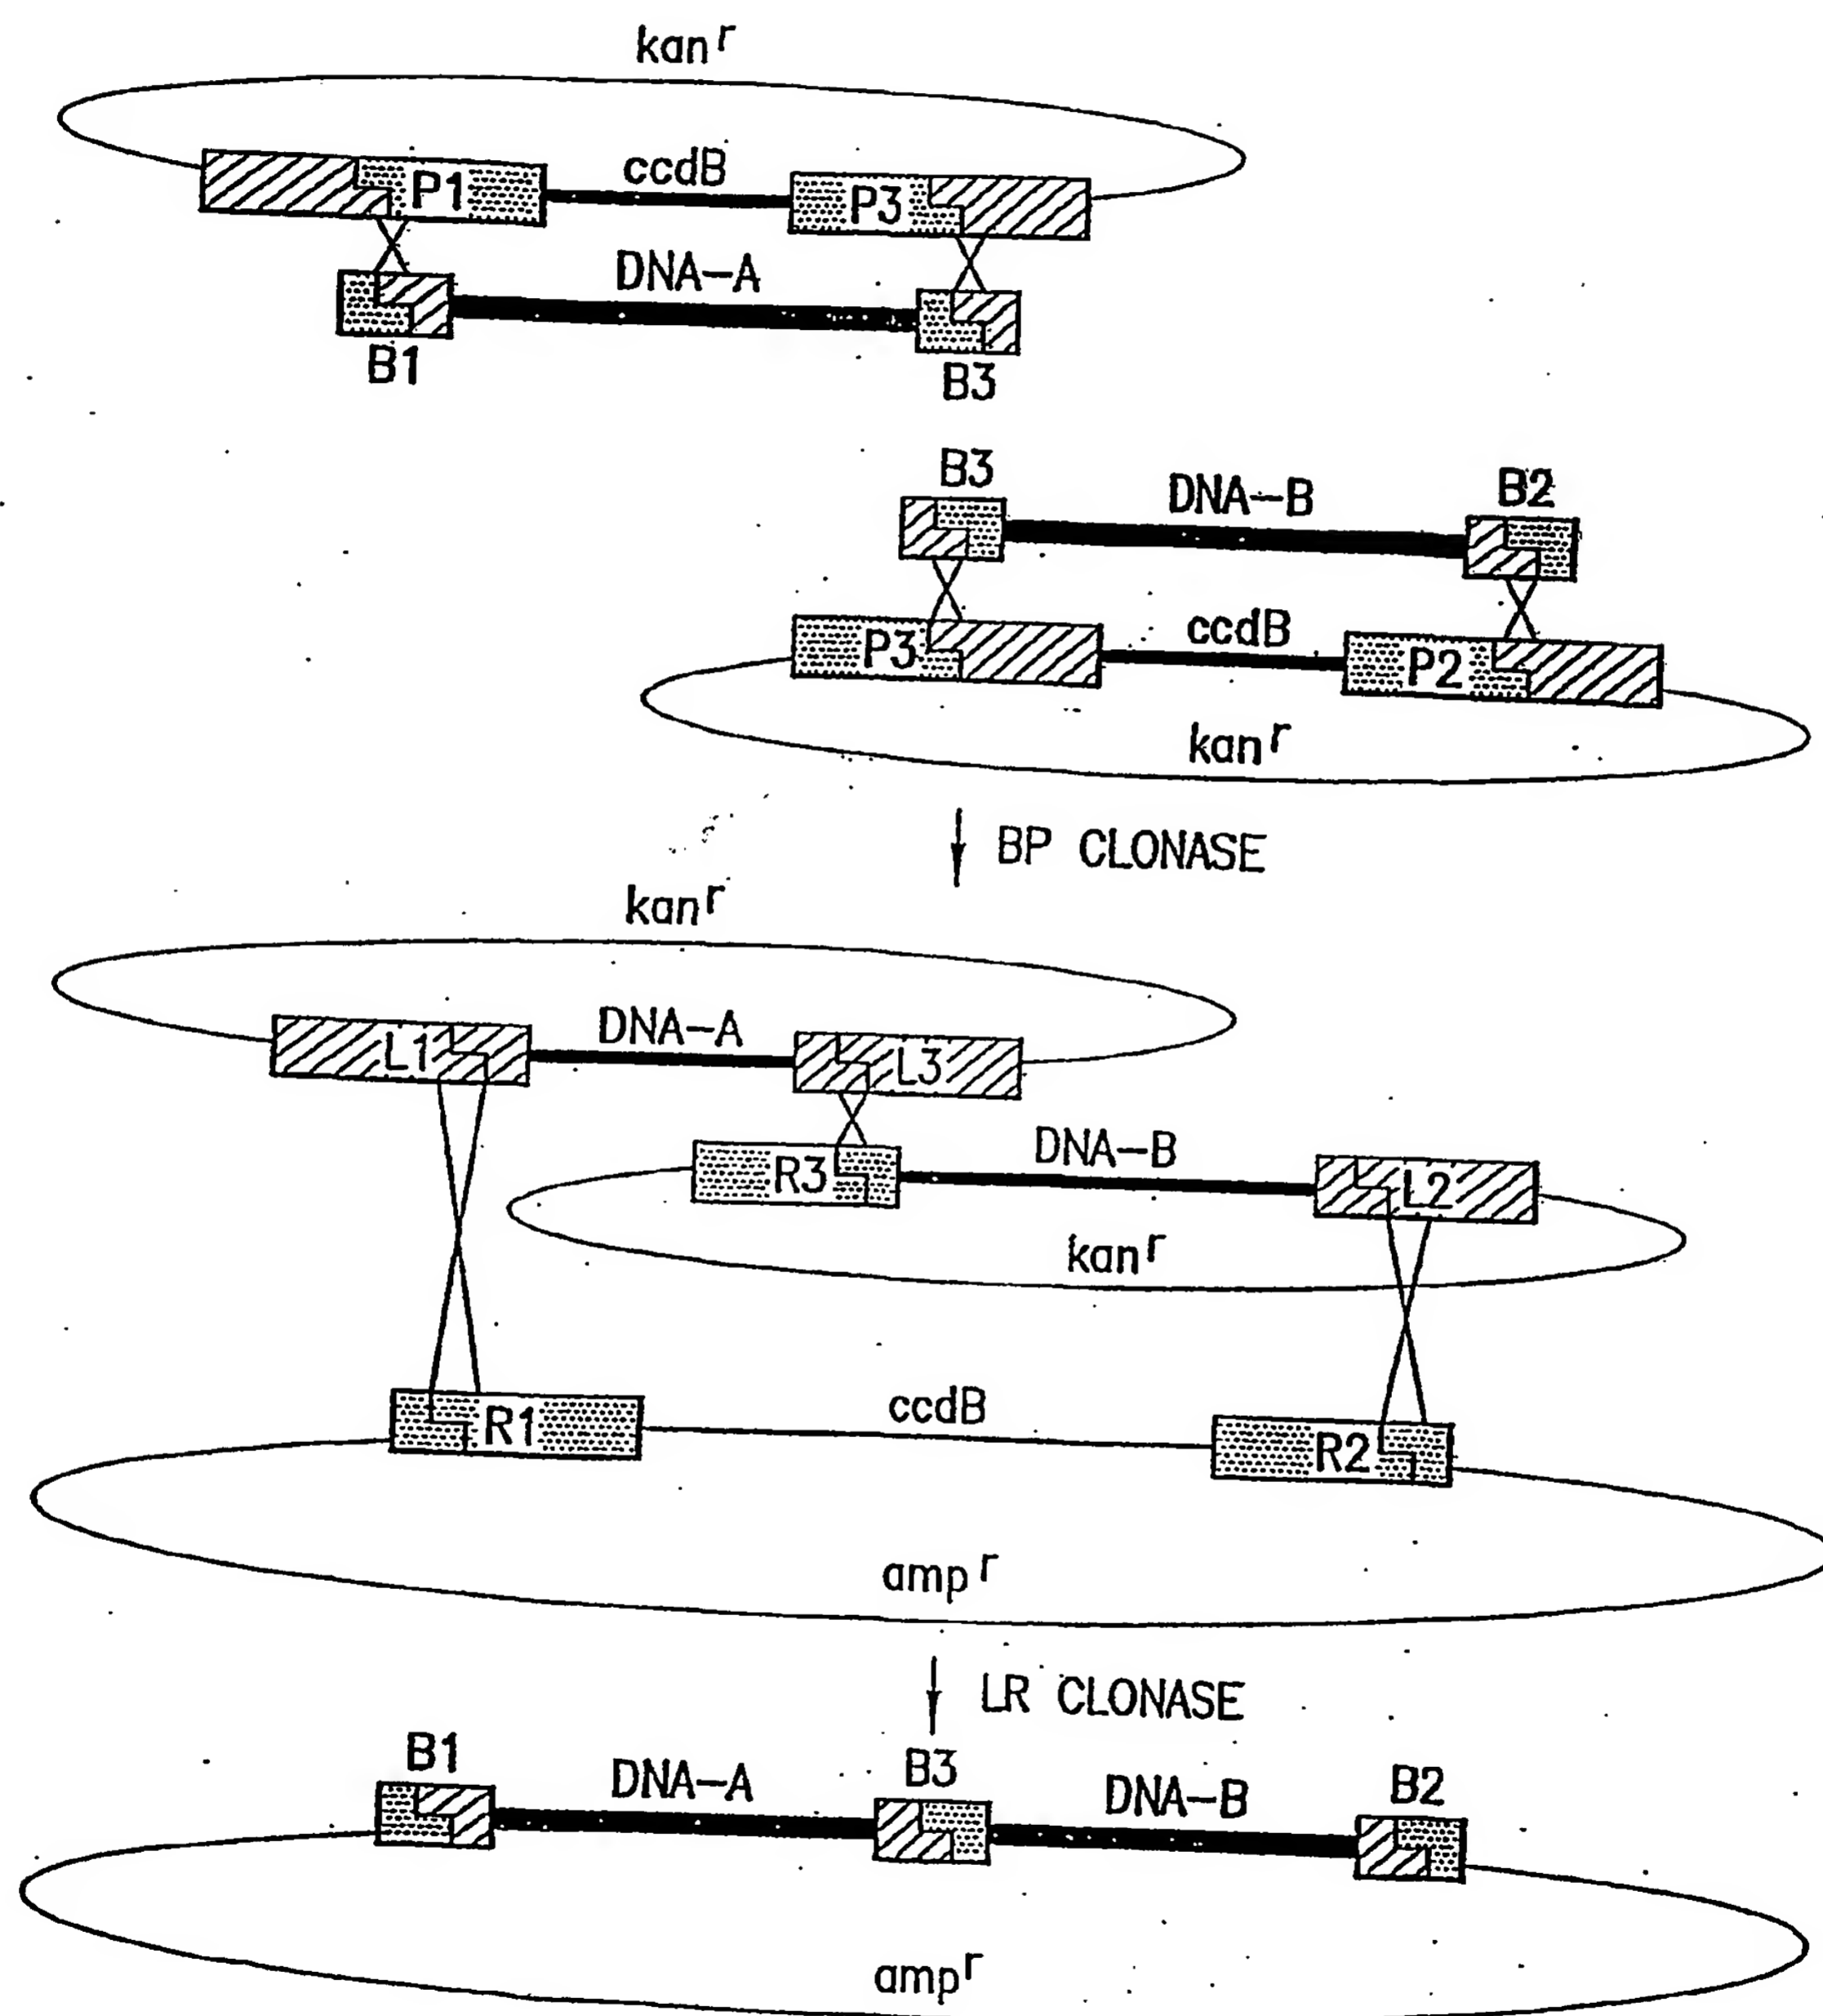 kanʳ
ccdB
P1
P3
DNA-A
B1
B3
B3
DNA-B
B2
P3
ccdB
P2
kanʳ
BP CLONASE
kanʳ
L1
DNA-A
L3
R3
DNA-B
L2
kanʳ
R1
ccdB
R2
ampʳ
LR CLONASE
B1
DNA-A
B3
DNA-B
B2
ampʳ